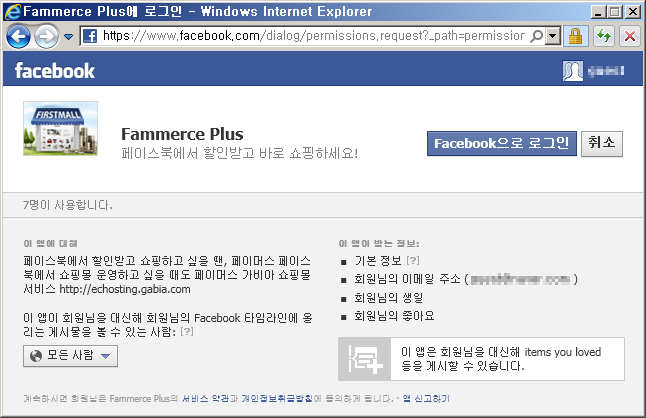 Fammerce Plus에 로그인 - Windows Internet Explorer
https://www.facebook.com/dialog/permissions.request?_path=permission
facebook
FIRSTMALL
Fammerce Plus
페이스북에서 할인받고 바로 쇼핑하세요!
Facebook으로 로그인
취소
7명이 사용합니다.
이 앱에 대해
페이스북에서 할인받고 쇼핑하고 싶을 땐, 페이머스 페이스
북에서 쇼핑몰 운영하고 싶을 때도 페이머스 가비아 쇼핑몰
서비스 http://echosting.gabia.com
이 앱이 회원님을 대신해 회원님의 Facebook 타임라인에 올
리는 게시물을 볼 수 있는 사람: [?]
모든 사람
이 앱이 받는 정보:
기본 정보 [?]
회원님의 이메일 주소 ( )
회원님의 생일
회원님의 좋아요
이 앱은 회원님을 대신해 items you loved
등을 게시할 수 있습니다.
계속하시면 회원님은 Fammerce Plus의 서비스 약관과 개인정보취급방침에 동의하게 됩니다. · 앱 신고하기